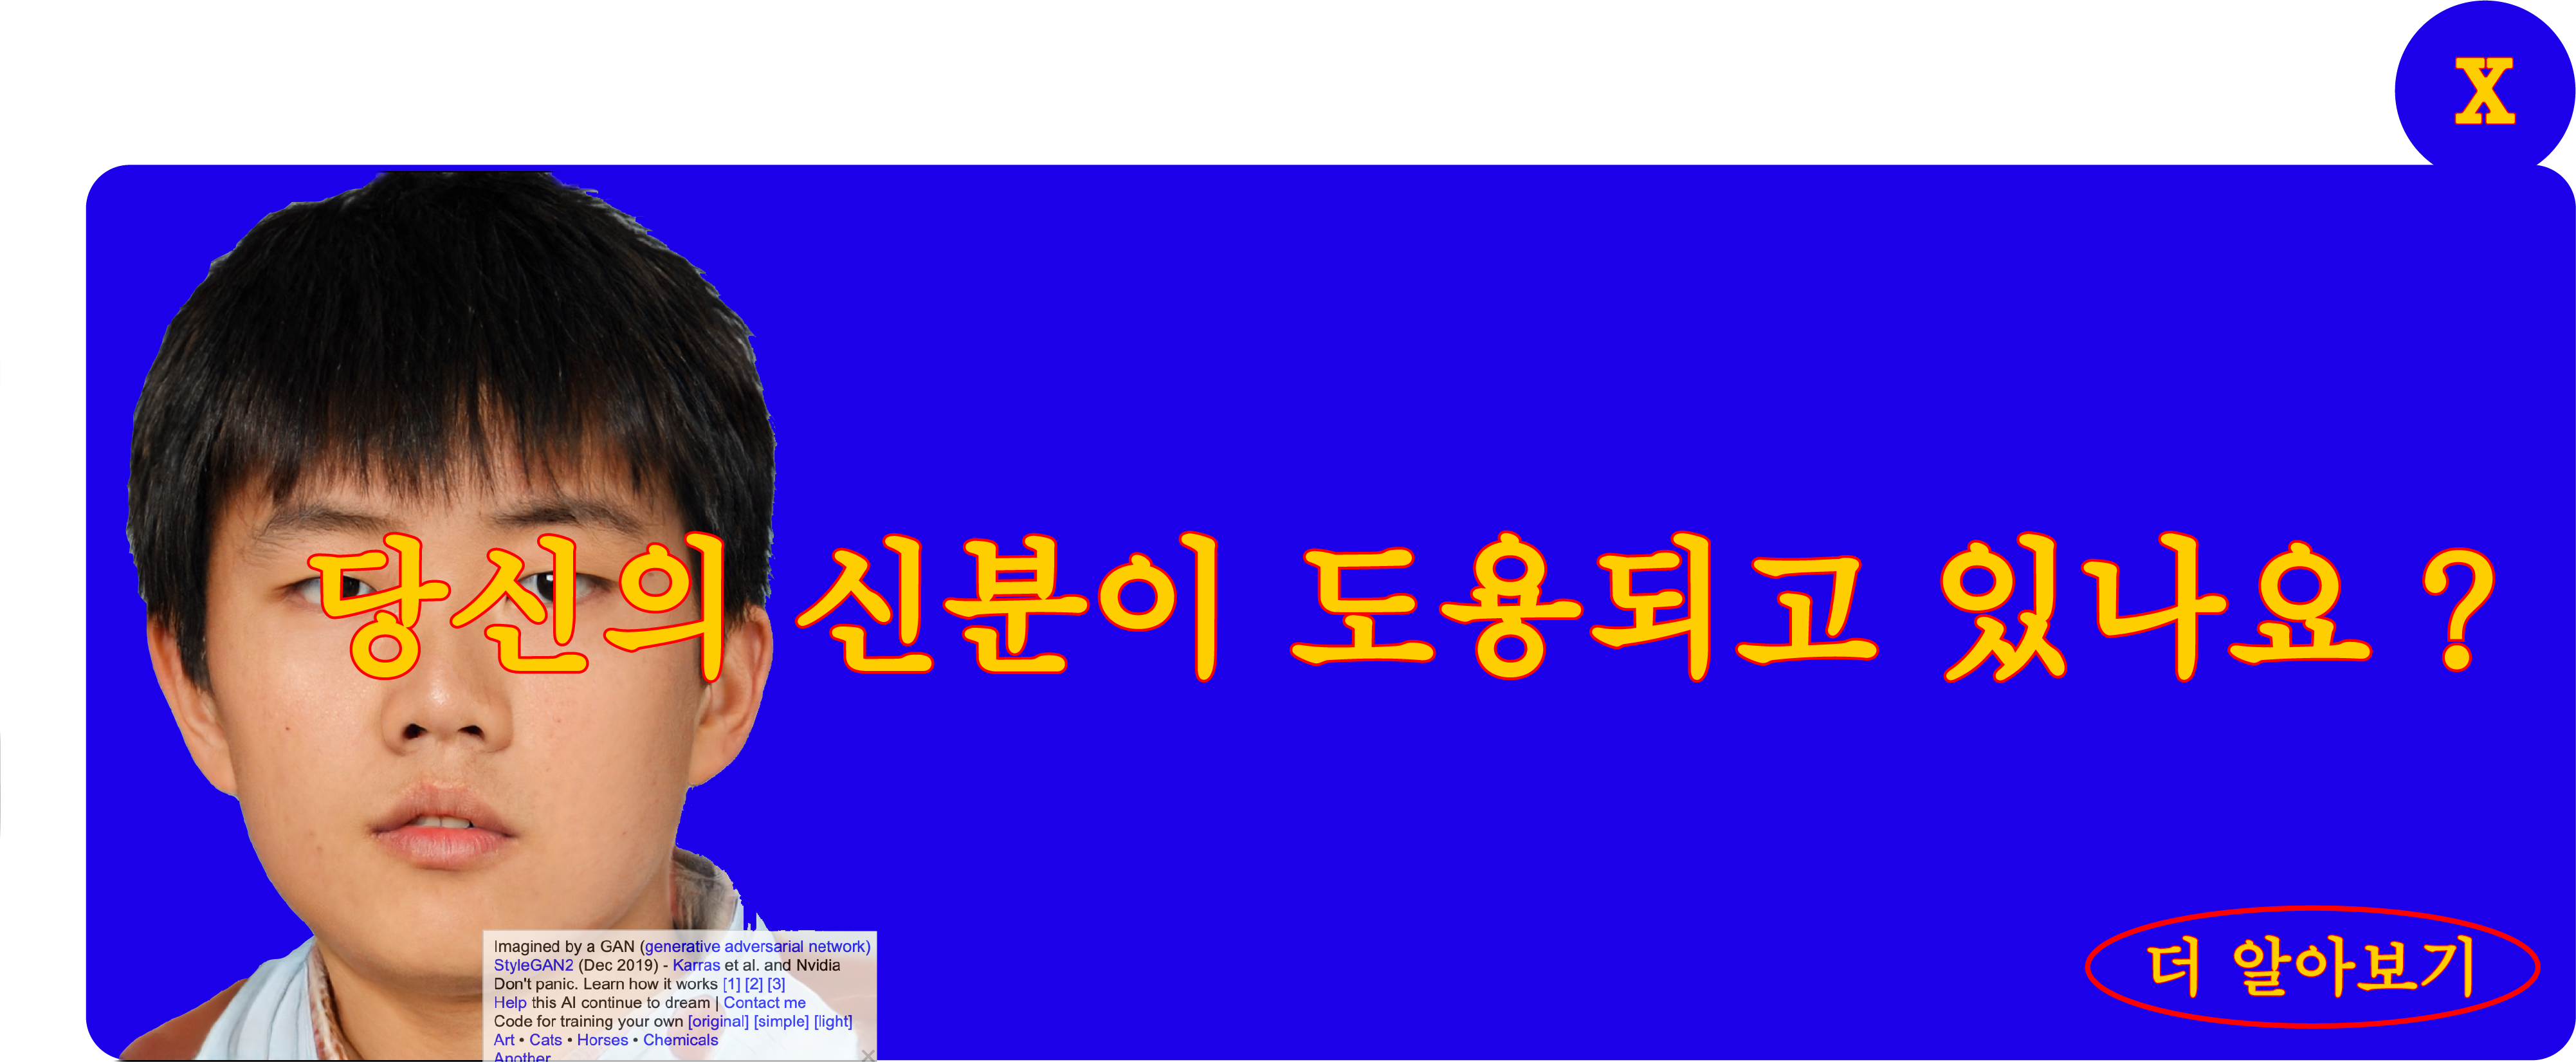 X
당신의 신분이 도용되고 있나요 ?
Imagined by a GAN (generative adversarial network)
StyleGAN2 (Dec 2019) - Karras et al. and Nvidia
Don't panic. Learn how it works [1] [2] [3]
Help this AI continue to dream | Contact me
Code for training your own [original] [simple] [light]
Art • Cats • Horses • Chemicals
Another
더 알아보기